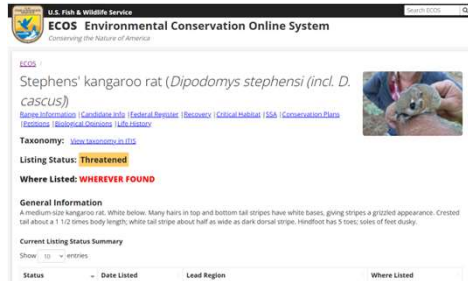 U.S. Fish & Wildlife Service
Search ECOS
ECOS Environmental Conservation Online System
Conserving the Nature of America
ECOS
Stephens' kangaroo rat (Dipodomys stephensi (incl. D.
cascus))
Range Information | Candidate Info | Federal Register | Recovery | Critical Habitat | SSA | Conservation Plans
| Petitions | Biological Opinions | Life History
Taxonomy: View taxonomy in ITIS
Listing Status: Threatened
Where Listed: WHEREVER FOUND
General Information
A medium-size kangaroo rat. White below. Many hairs in top and bottom tail stripes have white bases, giving stripes a grizzled appearance. Crested
tail about a 1 1/2 times body length; white tail stripe about half as wide as dark dorsal stripe. Hindfoot has 5 toes; soles of feet dusky.
Current Listing Status Summary
Show 10 entries
Status Date Listed Lead Region Where Listed